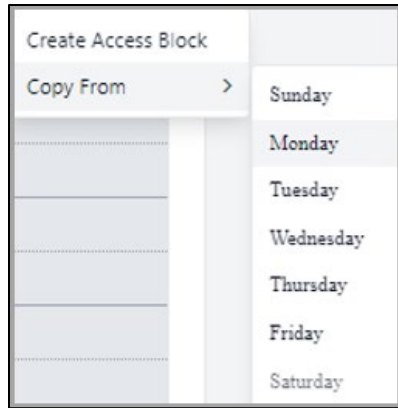 Create Access Block
Copy From >
Sunday
Monday
Tuesday
Wednesday
Thursday
Friday
Saturday